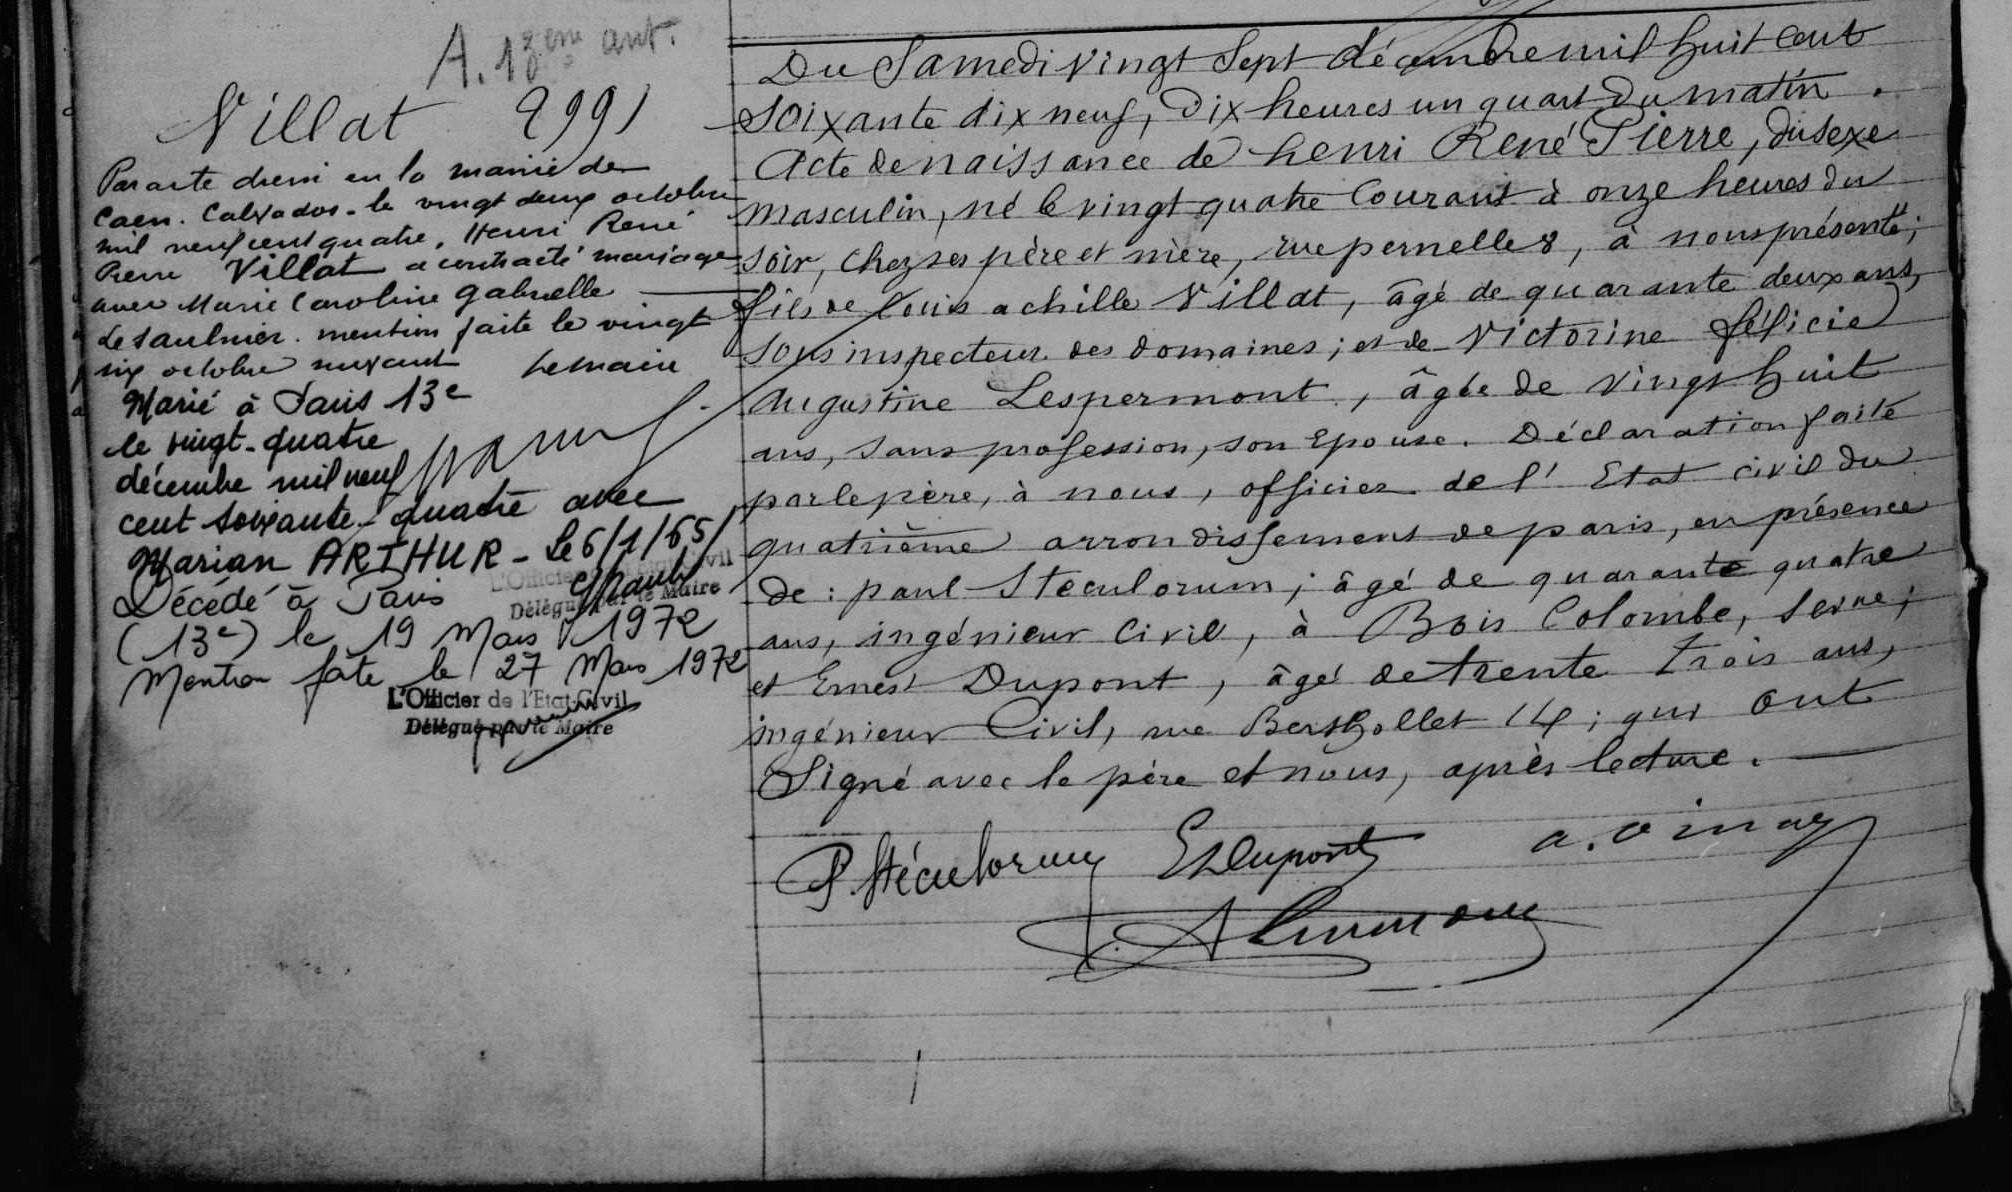 A. 13ème arrt.
Villat 2991
Par acte dressé en la mairie de
Caen. Calvados. le vingt deux octobre
mil neuf cent quatre, Henri René
Pierre Villat a contracté mariage
avec Marie Caroline Gabrielle
Lesaulnier. mention faite le vingt
six octobre suivant Lemaire
Marié à Paris 13e
le vingt-quatre
décembre mil neuf
cent soixante-quatre avec
Marian ARTHUR - Le 6/1/65
L'Officier de l'Etat-Civil
Délégué par le Maire
Décédé à Paris
(13e) le 19 Mars 1972
Mention faite le 27 Mars 1972
L'Officier de l'Etat-Civil
Délégué par le Maire
Du Samedi vingt Sept décembre mil huit cent
soixante dix neuf, Dix heures un quart Du matin.
Acte de naissance de henri René Pierre, du sexe
masculin, né le vingt quatre Courant à onze heures du
soir, chez ses père et mère, rue pernelle 8, à nous présenté;
fils de Louis achille Villat, âgé de quarante deux ans,
sous inspecteur des domaines; et de Victorine félicie
Augustine Lespermont, âgée de vingt huit
ans, sans profession, son Epouse. Déclaration faite
par le père, à nous, officier de l'Etat civil du
quatrième arrondissement de paris, en présence
de: paul Steculorum; âgé de quarante quatre
ans, ingénieur Civil, à Bois Colombe, Seine;
et Ernest Dupont, âgé de trente trois ans,
ingénieur Civil, rue Berthollet 14; qui ont
Signé avec le père et nous, après lecture.
P. Stéculorum E Dupont a. Vinay